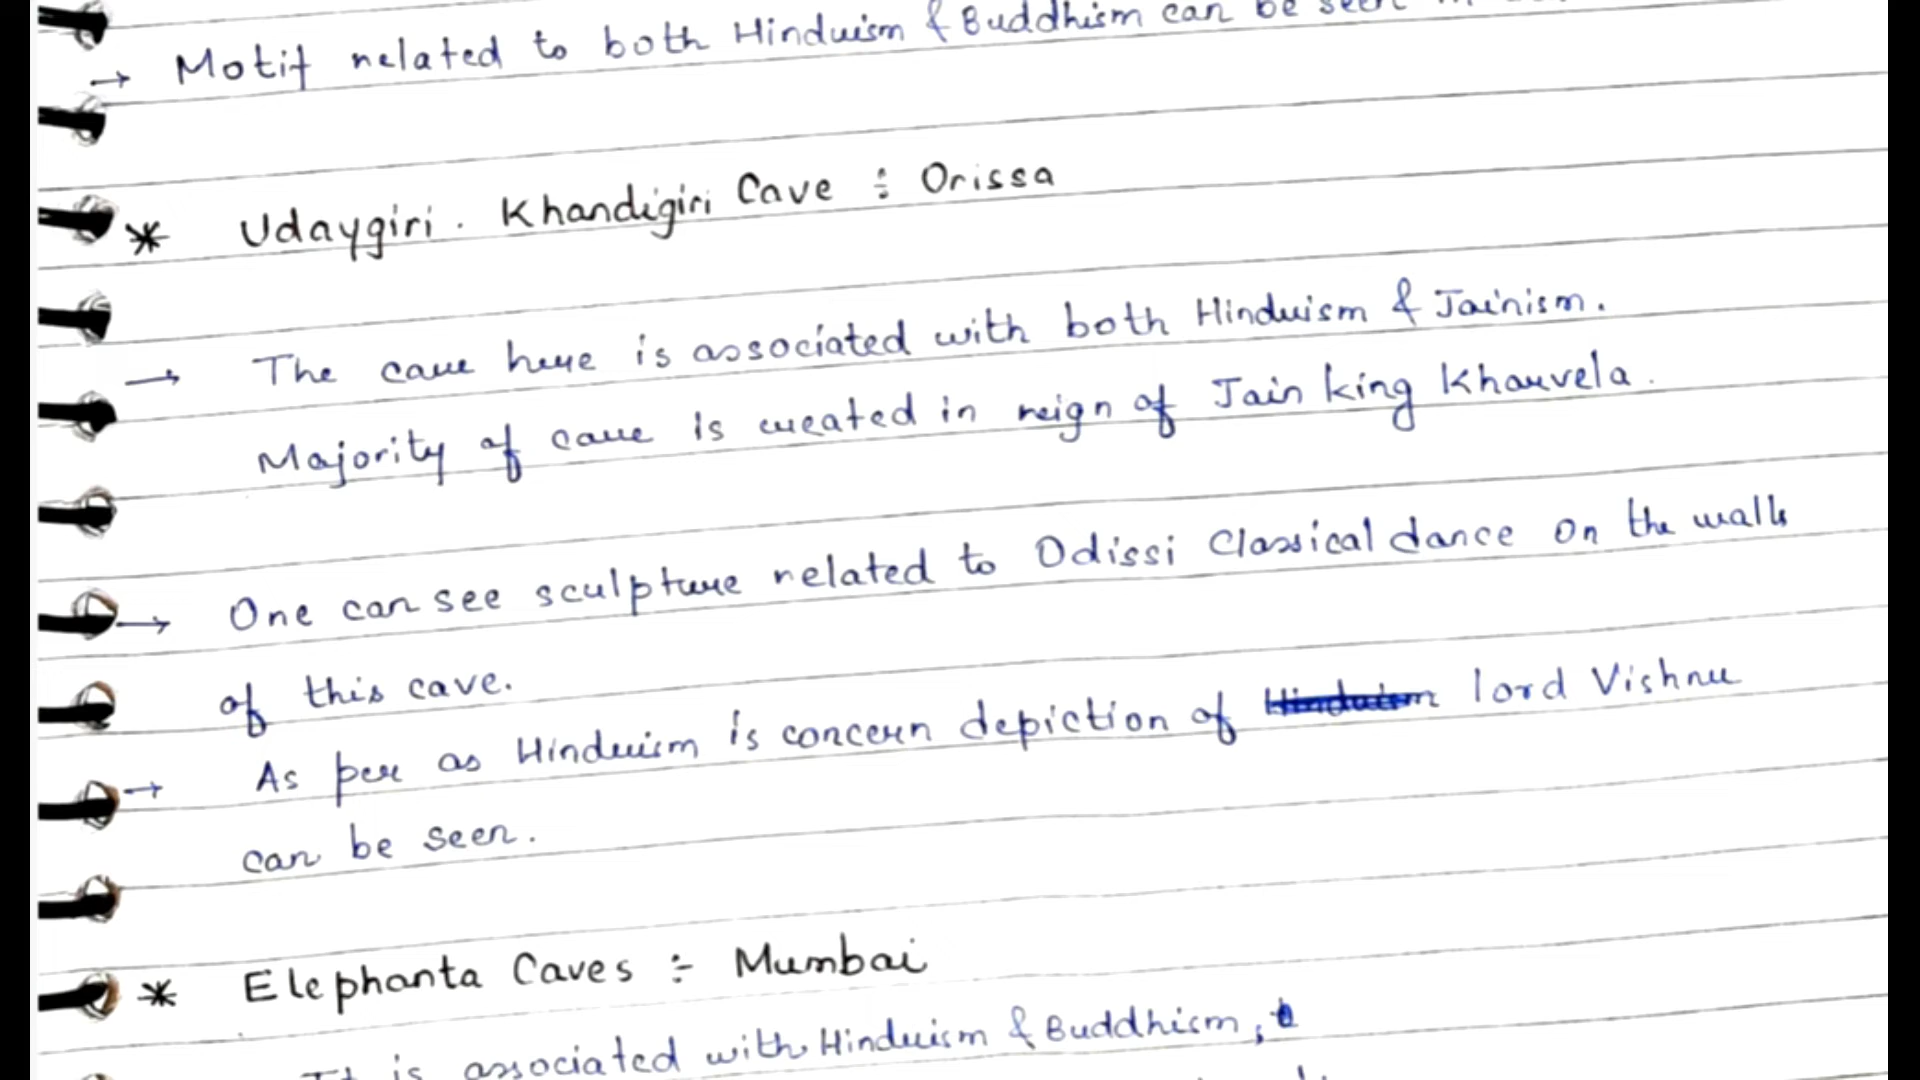 → Motif related to both Hinduism & Buddhism can be seen in
* Udaygiri. Khandigiri Cave ÷ Orissa
→ The cave here is associated with both Hinduism & Jainism.
Majority of cave is created in reign of Jain king Kharvela.
→ One can see sculpture related to Odissi Classical dance on the walls
of this cave.
→ As per as Hinduism is concern depiction of lord Vishnu
can be seen.
* Elephanta Caves ÷ Mumbai
It is associated with Hinduism & Buddhism,